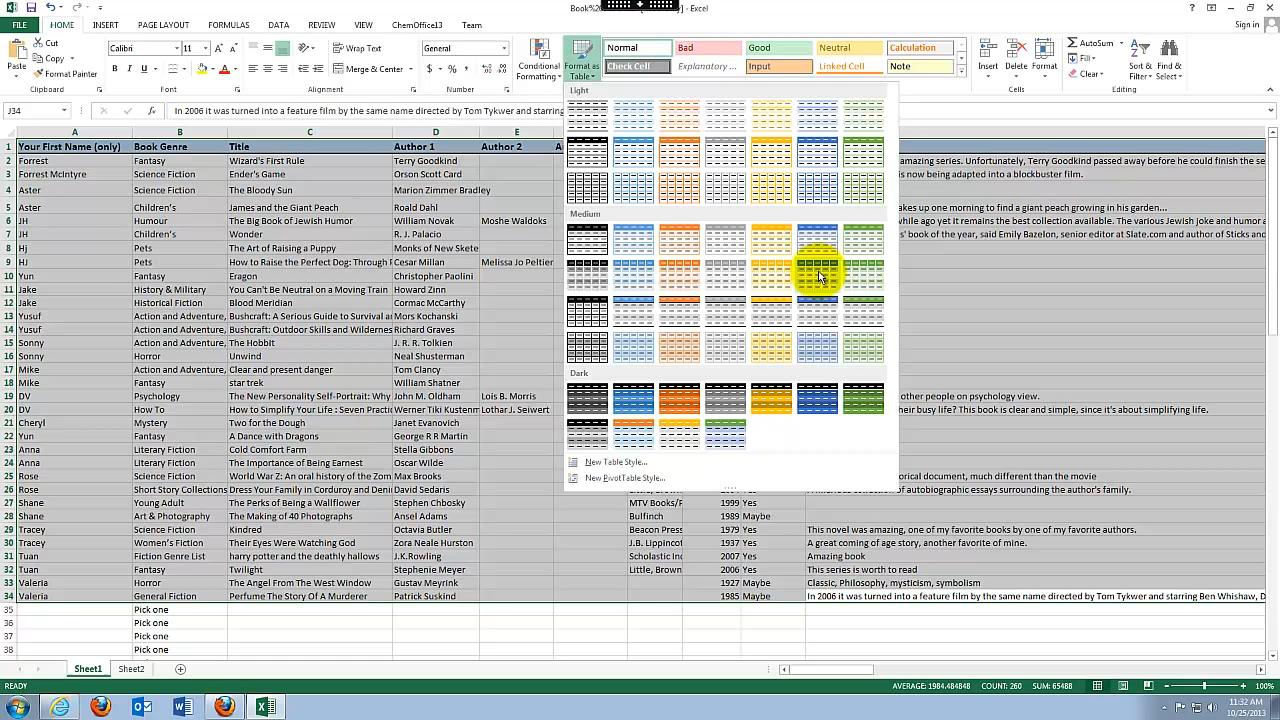 Book%20 - Excel
Sign in
FILE HOME INSERT PAGE LAYOUT FORMULAS DATA REVIEW VIEW ChemOffice13 Team
Cut
Copy
Format Painter
Paste
Calibri 11
Wrap Text
Merge & Center
General
Conditional Formatting
Format as Table
Normal Bad Good Neutral Calculation
Check Cell Explanatory ... Input Linked Cell Note
Insert Delete Format
AutoSum
Fill
Clear
Sort & Filter
Find & Select
Clipboard Font Alignment Number Cells Editing
J34 In 2006 it was turned into a feature film by the same name directed by Tom Tykwer and starring
Light
Medium
Dark
New Table Style...
New PivotTable Style...
A B C D E
1 Your First Name (only) Book Genre Title Author 1 Author 2
2 Forrest Fantasy Wizard's First Rule Terry Goodkind amazing series. Unfortunately, Terry Goodkind passed away before he could finish the se
3 Forrest McIntyre Science Fiction Ender's Game Orson Scott Card is now being adapted into a blockbuster film.
4 Aster Science Fiction The Bloody Sun Marion Zimmer Bradley
5 Aster Children's James and the Giant Peach Roald Dahl akes up one morning to find a giant peach growing in his garden...
6 JH Humour The Big Book of Jewish Humor William Novak Moshe Waldoks while ago yet it remains the best collection available. The various Jewish joke and humor
7 JH Children's Wonder R. J. Palacio s' book of the year, said Emily Bazelon, senior editor at Slate.com and author of Sticks
8 JH Pets The Art of Raising a Puppy Monks of New Skete
9 JH Pets How to Raise the Perfect Dog: Through Cesar Millan Melissa Jo Peltier
10 Yun Fantasy Eragon Christopher Paolini
11 Jake History & Military You Can't Be Neutral on a Moving Train Howard Zinn
12 Jake Historical Fiction Blood Meridian Cormac McCarthy
13 Yusuf Action and Adventure, Bushcraft: A Serious Guide to Survival a Mors Kochanski
14 Yusuf Action and Adventure, Bushcraft: Outdoor Skills and Wilderness Richard Graves
15 Sonny Action and Adventure, The Hobbit J. R. R. Tolkien
16 Sonny Horror Unwind Neal Shusterman
17 Mike Action and Adventure, Clear and present danger Tom Clancy
18 Mike Fantasy star trek William Shatner
19 DV Psychology The New Personality Self-Portrait: Why John M. Oldham Lois B. Morris other people on psychology view.
20 DV How To How to Simplify Your Life : Seven Practic Werner Tiki Kustenm Lothar J. Seiwert their busy life? This book is clear and simple, since it's about simplifying life.
21 Cheryl Mystery Two for the Dough Janet Evanovich
22 Yun Fantasy A Dance with Dragons George R R Martin
23 Anna Literary Fiction Cold Comfort Farm Stella Gibbons
24 Anna Literary Fiction The Importance of Being Earnest Oscar Wilde
25 Rose Science Fiction World War Z: An oral history of the Zom Max Brooks orical document, much different than the movie
26 Rose Short Story Collections Dress Your Family in Corduroy and Deni David Sedaris of autobiographic essays surrounding the author's family.
27 Shane Young Adult The Perks of Being a Wallflower Stephen Chbosky MTV Books/P 1999 Yes
28 Shane Art & Photography The Making of 40 Photographs Ansel Adams Bulfinch 1989 Maybe
29 Tracey Science Fiction Kindred Octavia Butler Beacon Press 1979 Yes This novel was amazing, one of my favorite books by one of my favorite authors.
30 Tracey Women's Fiction Their Eyes Were Watching God Zora Neale Hurston J.B. Lippincot 1937 Yes A great coming of age story, another favorite of mine.
31 Tuan Fiction Genre List harry potter and the deathly hallows J.K.Rowling Scholastic Inc 2007 Yes Amazing book
32 Tuan Fantasy Twilight Stephenie Meyer Little, Brown 2006 Yes This series is worth to read
33 Valeria Horror The Angel From The West Window Gustav Meyrink 1927 Maybe Classic, Philosophy, mysticism, symbolism
34 Valeria General Fiction Perfume The Story Of A Murderer Patrick Suskind 1985 Maybe In 2006 it was turned into a feature film by the same name directed by Tom Tykwer and starring Ben Whishaw, D
35 Pick one
36 Pick one
37 Pick one
38 Pick one
Sheet1 Sheet2
READY AVERAGE: 1984.484848 COUNT: 260 SUM: 65488 100%
11:32 AM
10/25/2013